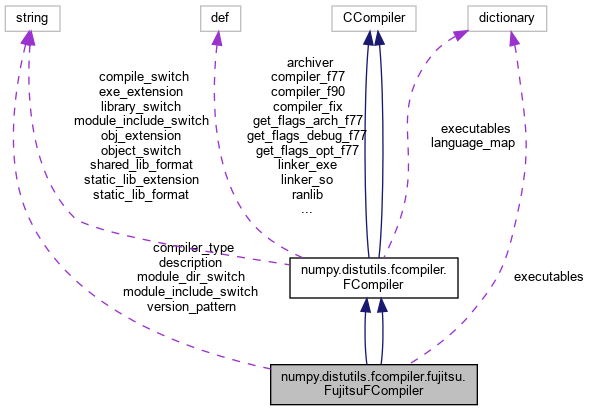 string
def
CCompiler
dictionary
compile_switch
exe_extension
library_switch
module_include_switch
obj_extension
object_switch
shared_lib_format
static_lib_extension
static_lib_format
archiver
compiler_f77
compiler_f90
compiler_fix
get_flags_arch_f77
get_flags_debug_f77
get_flags_opt_f77
linker_exe
linker_so
ranlib
...
executables
language_map
compiler_type
description
module_dir_switch
module_include_switch
version_pattern
numpy.distutils.fcompiler.
FCompiler
executables
numpy.distutils.fcompiler.fujitsu.
FujitsuFCompiler